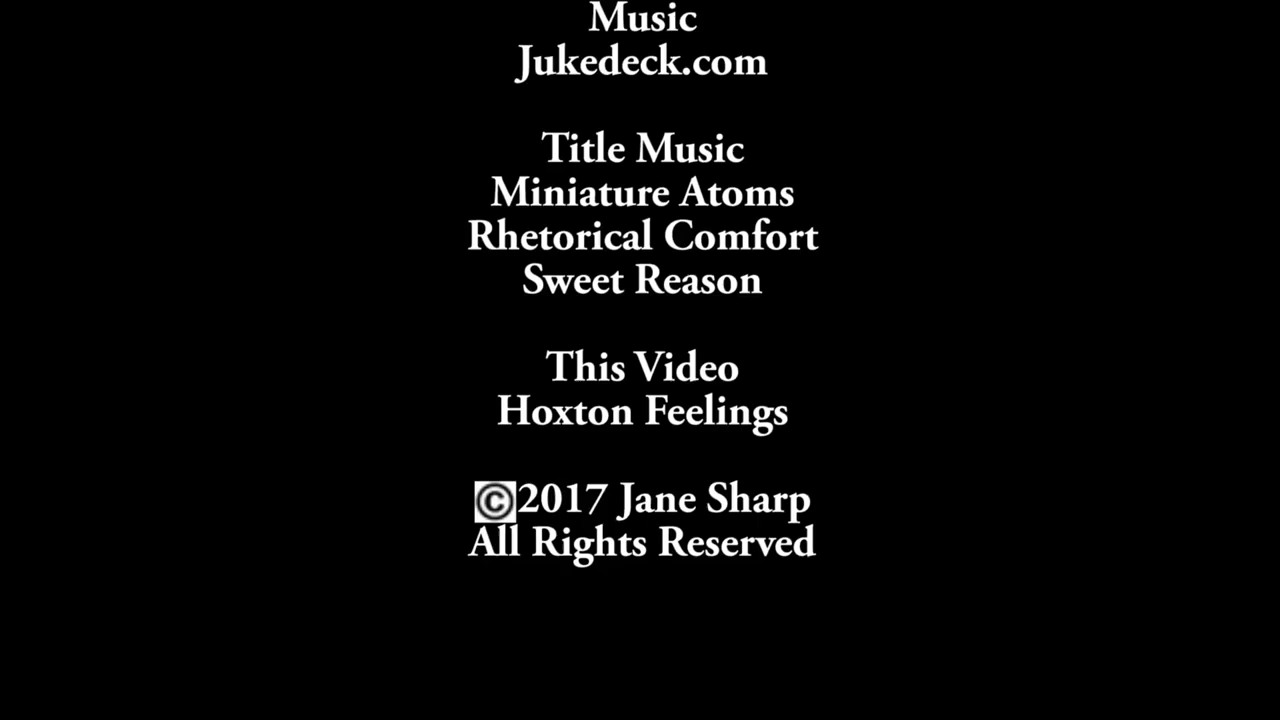 Music
Jukedeck.com
Title Music
Miniature Atoms
Rhetorical Comfort
Sweet Reason
This Video
Hoxton Feelings
©2017 Jane Sharp
All Rights Reserved